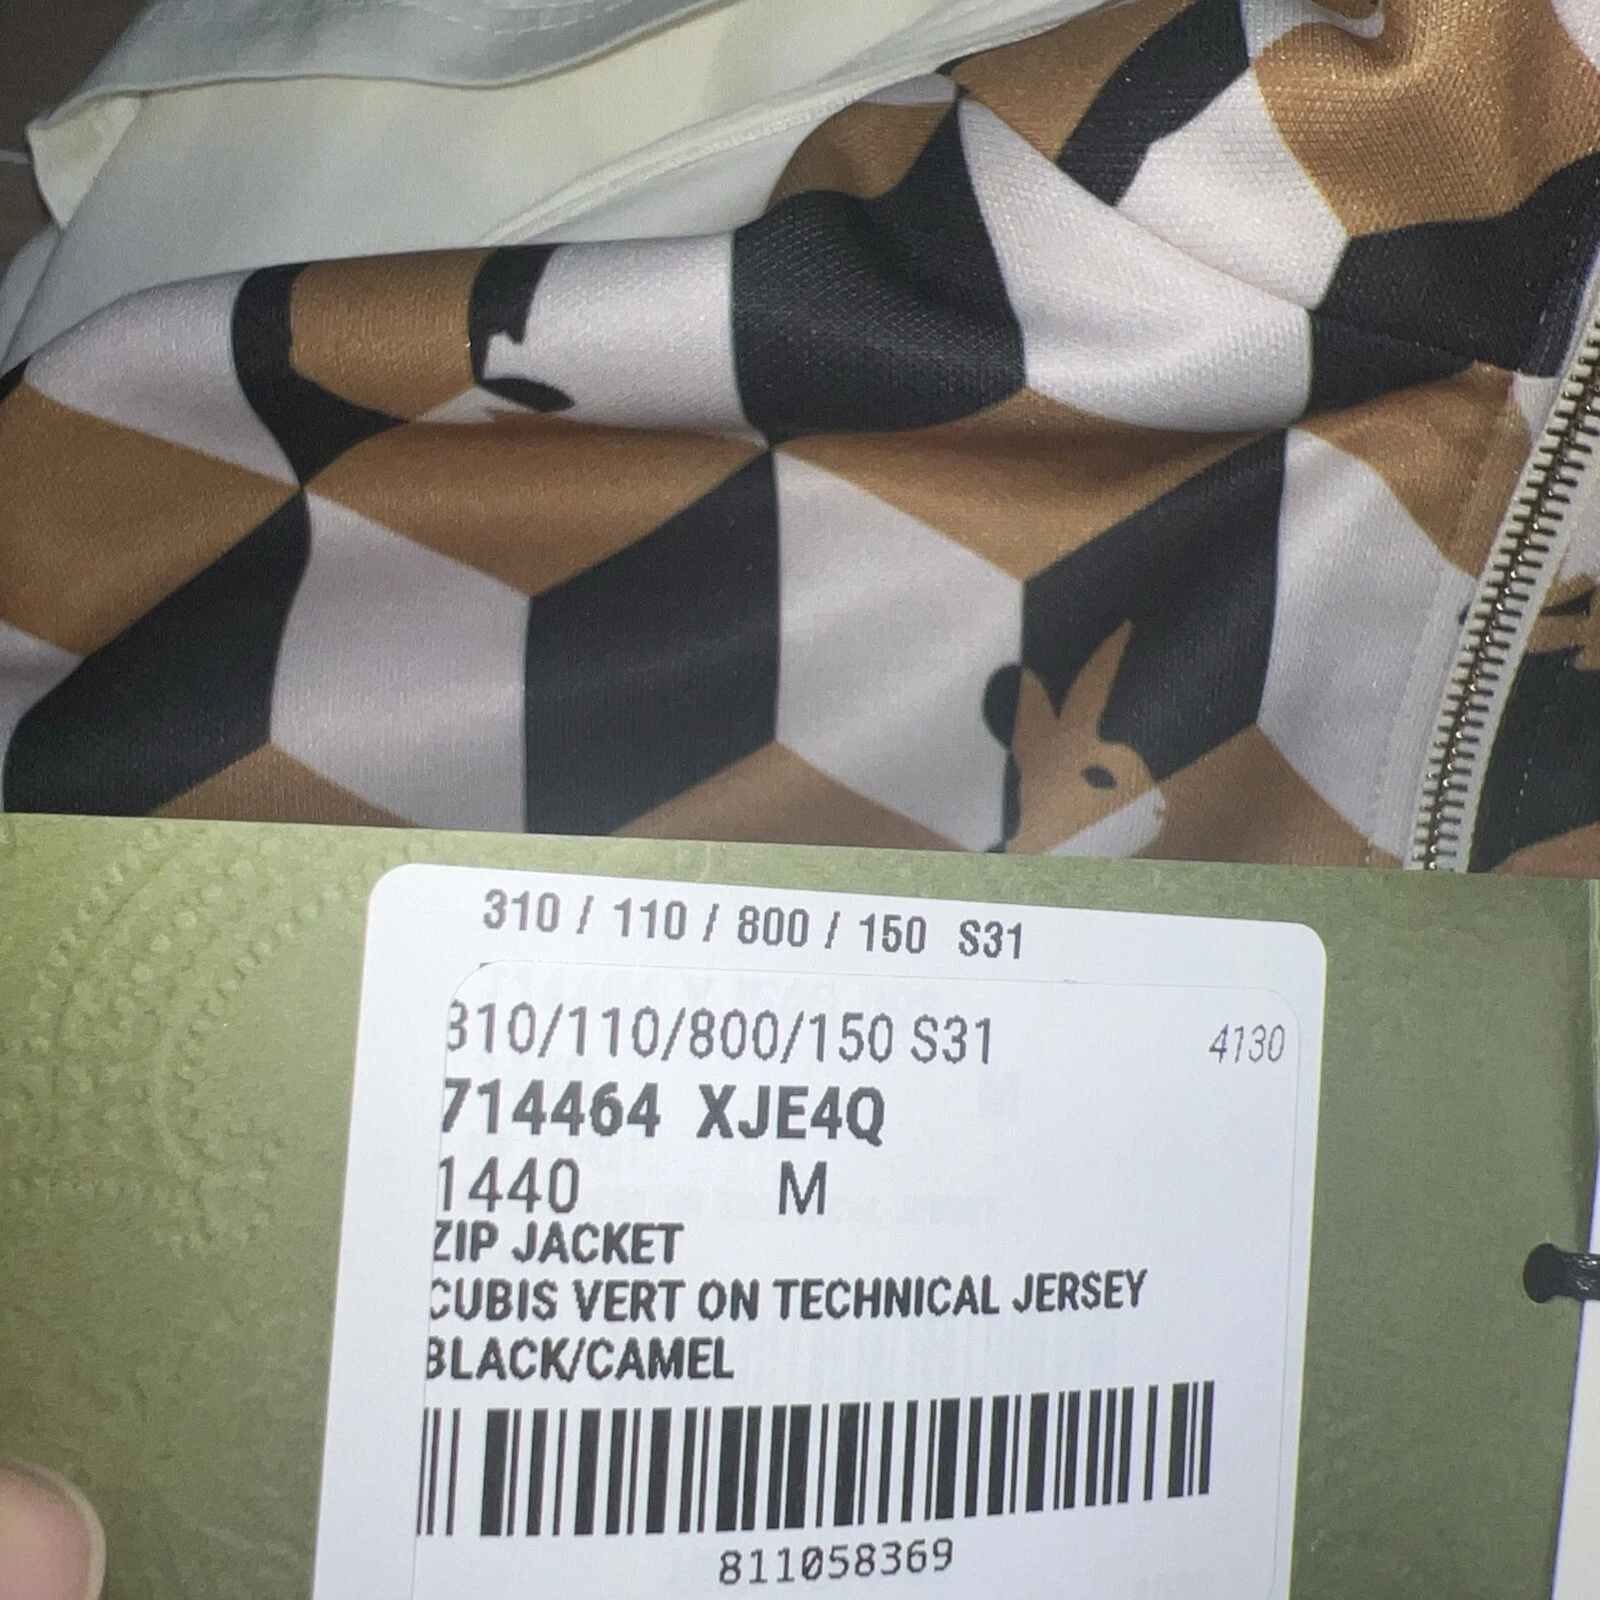 310 / 110 / 800 / 150 S31
310/110/800/150 S31 4130
714464 XJE4Q
1440 M
ZIP JACKET
CUBIS VERT ON TECHNICAL JERSEY
BLACK/CAMEL
811058369